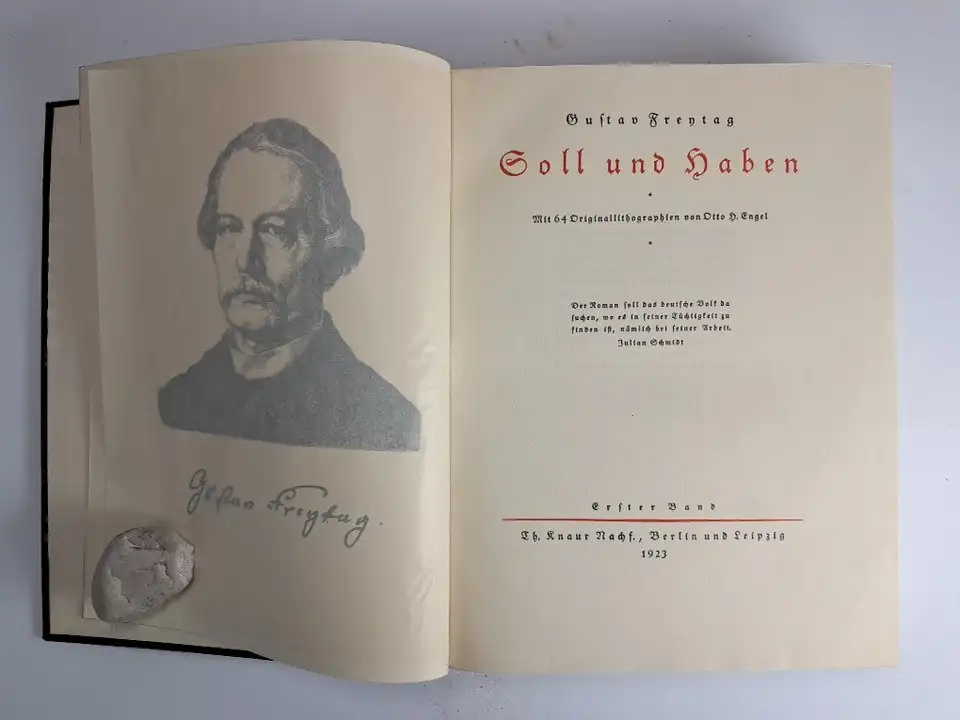 Gustav Freytag.
Gustav Freytag
Soll und Haben
Mit 64 Originallithographien von Otto H. Engel
Der Roman soll das deutsche Volk da
suchen, wo es in seiner Tüchtigkeit zu
finden ist, nämlich bei seiner Arbeit.
Julian Schmidt
Erster Band
Th. Knaur Nachf., Berlin und Leipzig
1923